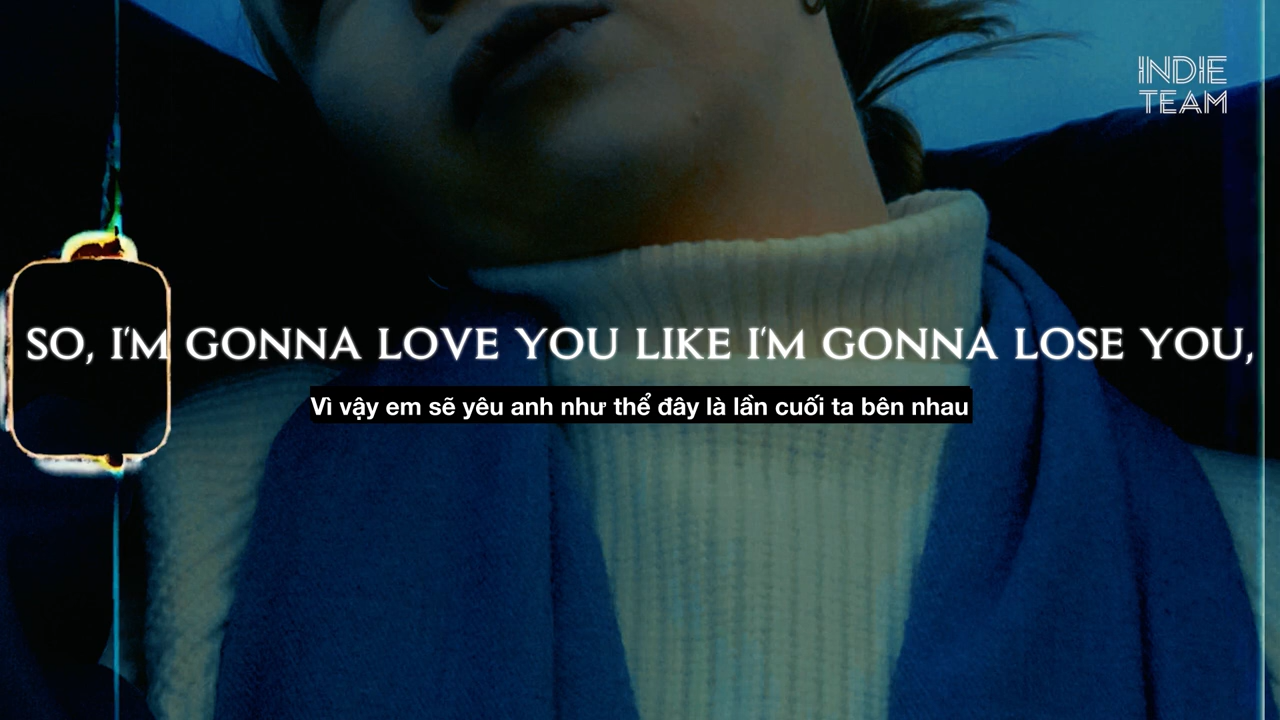 INDIE
TEAM
SO, I'M GONNA LOVE YOU LIKE I'M GONNA LOSE YOU,
Vì vậy em sẽ yêu anh như thể đây là lần cuối ta bên nhau